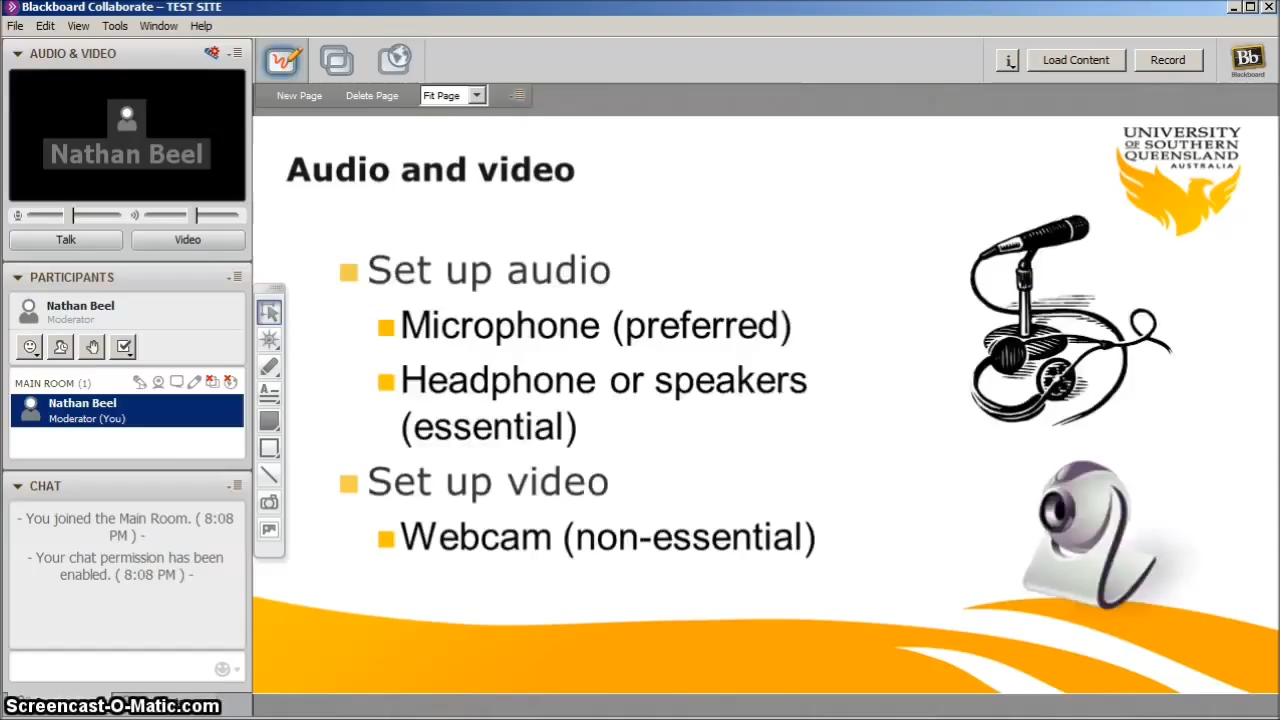 Blackboard Collaborate – TEST SITE
File Edit View Tools Window Help
AUDIO & VIDEO
Nathan Beel
Talk Video
PARTICIPANTS
Nathan Beel
Moderator
MAIN ROOM (1)
Nathan Beel
Moderator (You)
CHAT
- You joined the Main Room. ( 8:08
PM ) -
- Your chat permission has been
enabled. ( 8:08 PM ) -
i Load Content Record
Bb
Blackboard
New Page Delete Page Fit Page
UNIVERSITY
OF SOUTHERN
QUEENSLAND
AUSTRALIA
Audio and video
Set up audio
Microphone (preferred)
Headphone or speakers
(essential)
Set up video
Webcam (non-essential)
Screencast-O-Matic.com